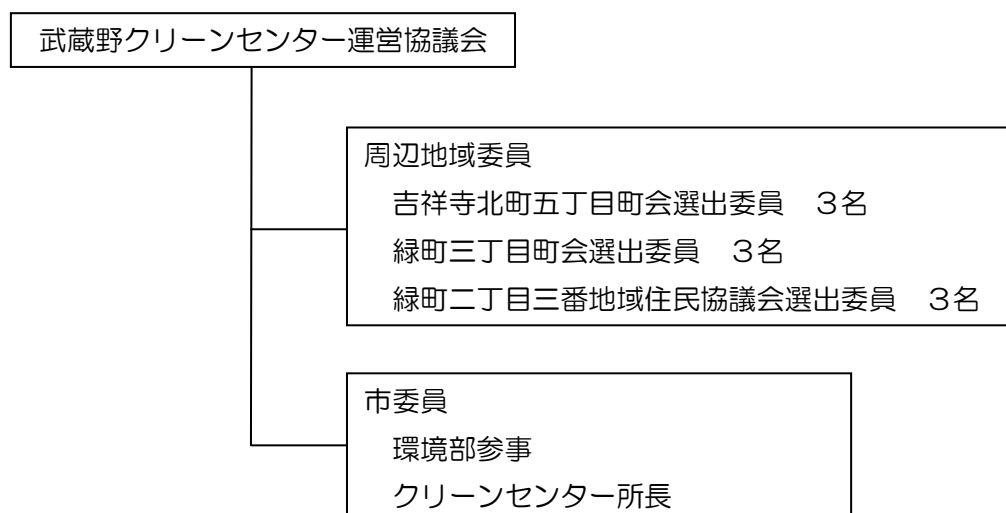 武蔵野クリーンセンター運営協議会
周辺地域委員
吉祥寺北町五丁目町会選出委員　３名
緑町三丁目町会選出委員　３名
緑町二丁目三番地域住民協議会選出委員　３名
市委員
環境部参事
クリーンセンター所長